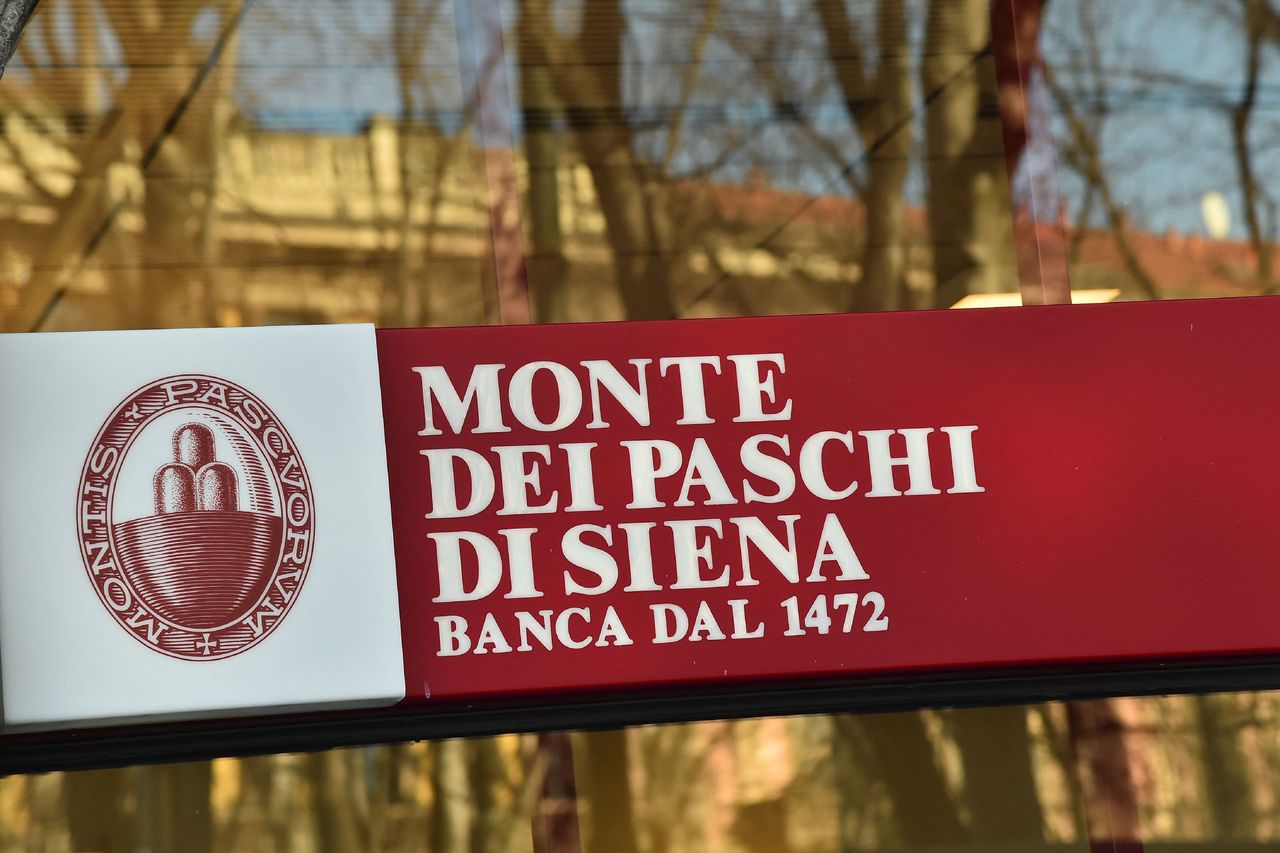 MONTIS PASCVORVM
MONTE
DEI PASCHI
DI SIENA
BANCA DAL 1472